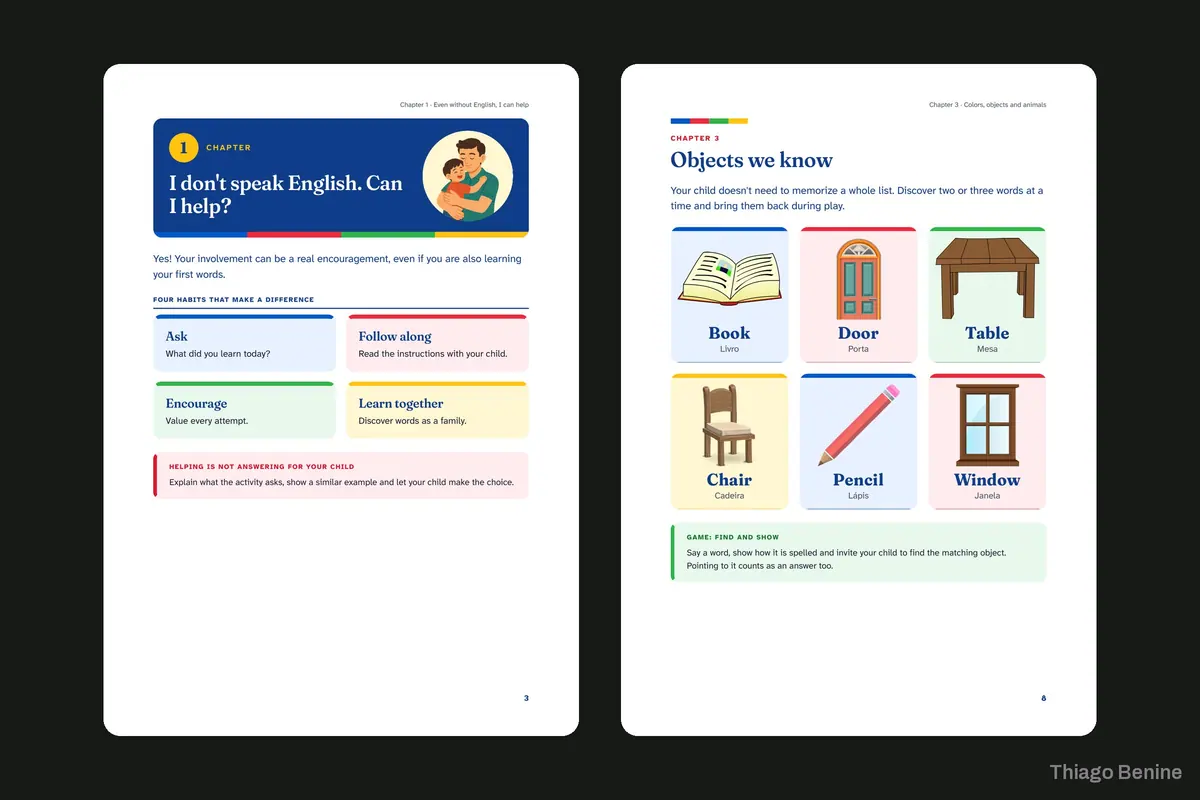 Chapter 1 · Even without English, I can help
1 CHAPTER
I don't speak English. Can
I help?
Yes! Your involvement can be a real encouragement, even if you are also learning
your first words.
FOUR HABITS THAT MAKE A DIFFERENCE
Ask
What did you learn today?
Follow along
Read the instructions with your child.
Encourage
Value every attempt.
Learn together
Discover words as a family.
HELPING IS NOT ANSWERING FOR YOUR CHILD
Explain what the activity asks, show a similar example and let your child make the choice.
3
Chapter 3 · Colors, objects and animals
CHAPTER 3
Objects we know
Your child doesn't need to memorize a whole list. Discover two or three words at a
time and bring them back during play.
Book
Livro
Door
Porta
Table
Mesa
Chair
Cadeira
Pencil
Lápis
Window
Janela
GAME: FIND AND SHOW
Say a word, show how it is spelled and invite your child to find the matching object.
Pointing to it counts as an answer too.
8
Thiago Benine